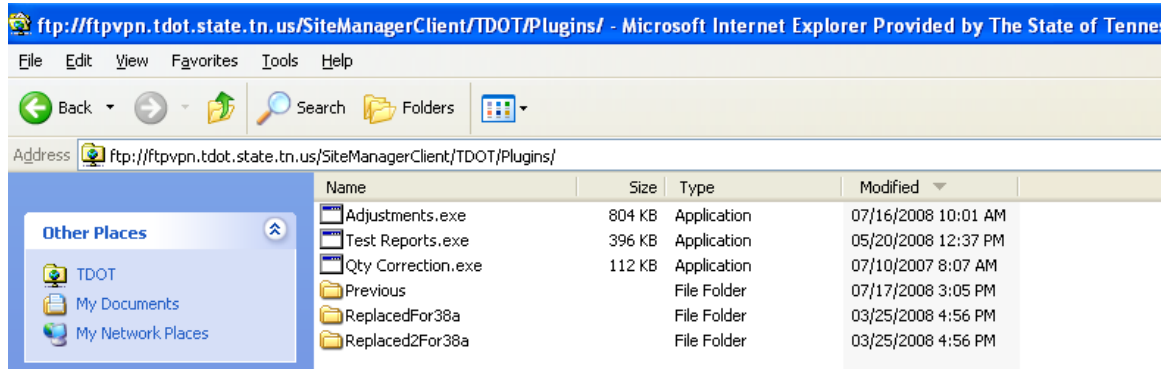 ftp://ftpvpn.tdot.state.tn.us/SiteManagerClient/TDOT/Plugins/ - Microsoft Internet Explorer Provided by The State of Tennes
File Edit View Favorites Tools Help
Back Search Folders
Address ftp://ftpvpn.tdot.state.tn.us/SiteManagerClient/TDOT/Plugins/
Name Size Type Modified
Other Places
TDOT
My Documents
My Network Places
Adjustments.exe 804 KB Application 07/16/2008 10:01 AM
Test Reports.exe 396 KB Application 05/20/2008 12:37 PM
Qty Correction.exe 112 KB Application 07/10/2007 8:07 AM
Previous File Folder 07/17/2008 3:05 PM
ReplacedFor38a File Folder 03/25/2008 4:56 PM
Replaced2For38a File Folder 03/25/2008 4:56 PM